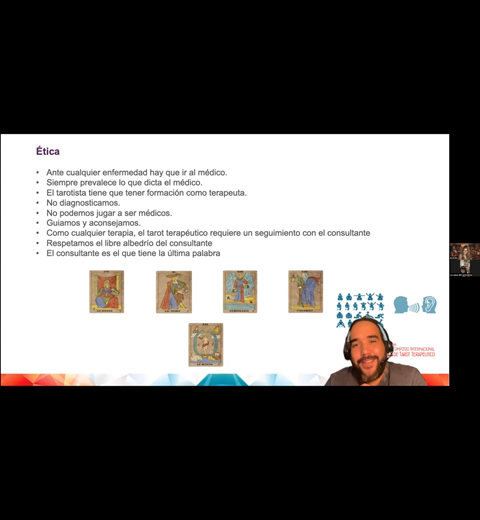 Ética
• Ante cualquier enfermedad hay que ir al médico.
• Siempre prevalece lo que dicta el médico.
• El tarotista tiene que tener formación como terapeuta.
• No diagnosticamos.
• No podemos jugar a ser médicos.
• Guiamos y aconsejamos.
• Como cualquier terapia, el tarot terapéutico requiere un seguimiento con el consultante
• Respetamos el libre albedrío del consultante
• El consultante es el que tiene la última palabra
INTERNACIONAL
DE TAROT TERAPÉUTICO